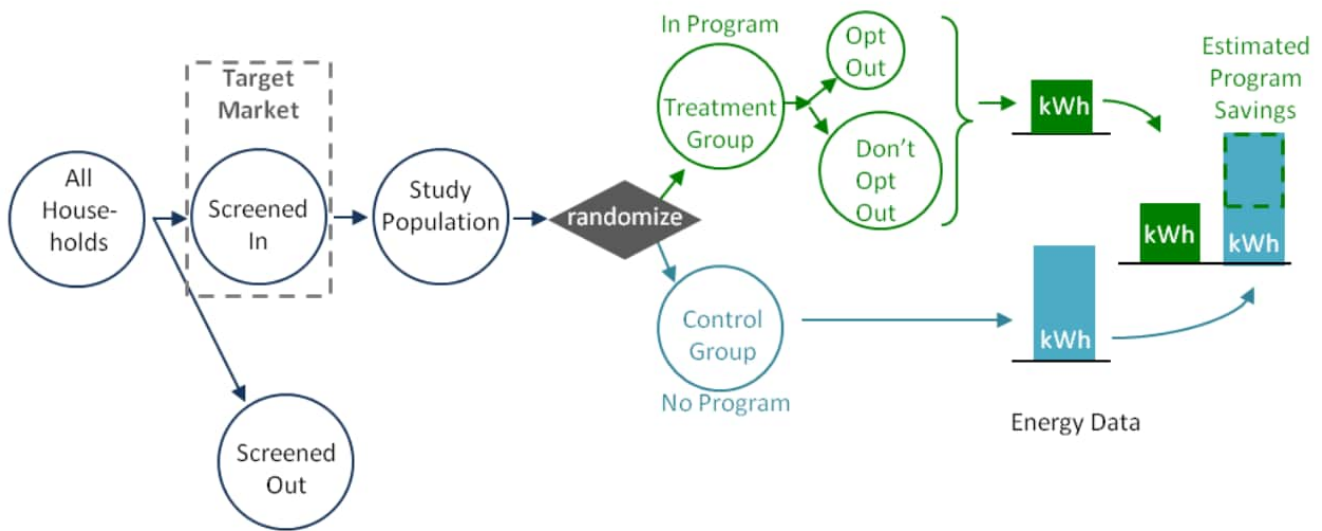 All
House-
holds
Target
Market
Screened
In
Screened
Out
Study
Population
randomize
In Program
Treatment
Group
Opt
Out
Don't
Opt
Out
Control
Group
No Program
kWh
kWh
Energy Data
Estimated
Program
Savings
kWh
kWh